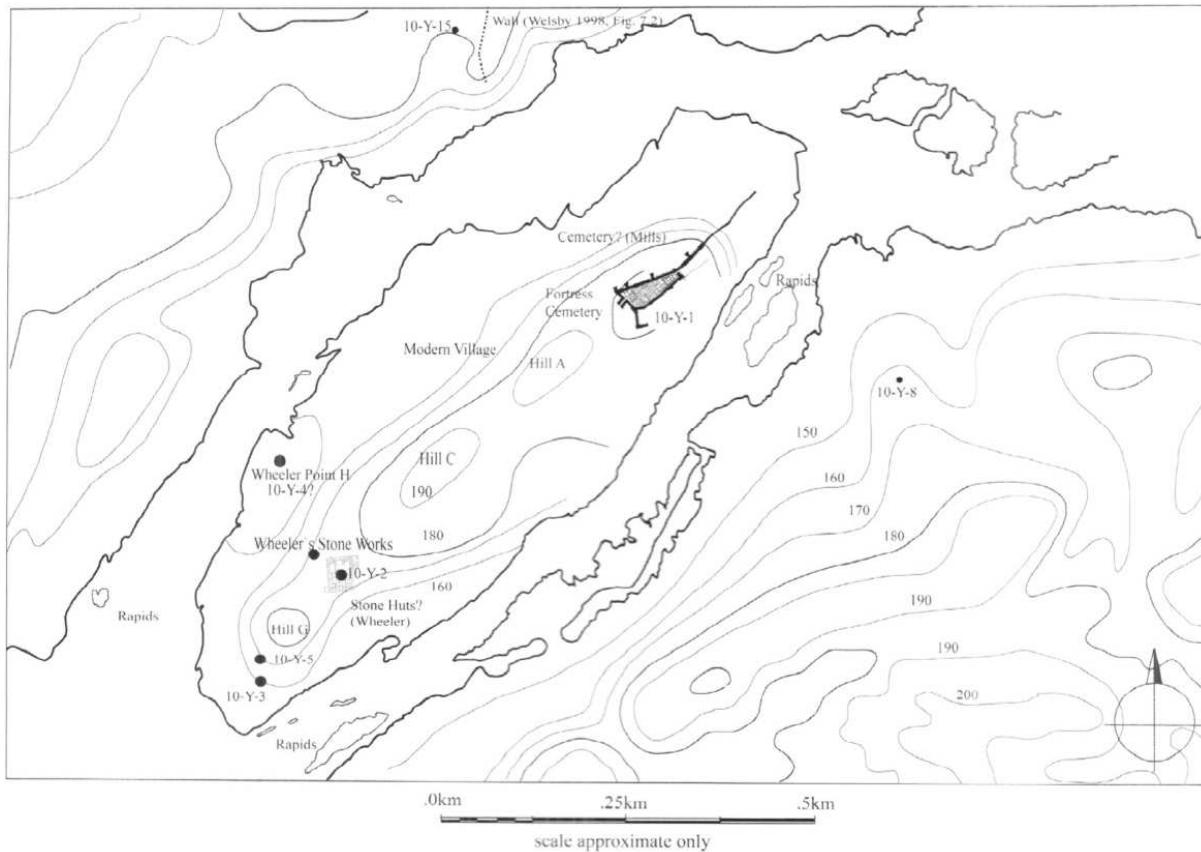 Wall (Welsby 1998, Fig. 7.2)
10-Y-15
Cemetery? (Mills)
Rapids
Fortress
Cemetery
10-Y-1
Modern Village
Hill A
10-Y-8
150
Hill C
Wheeler Point H
160
10-Y-4?
190
170
180
180
Wheeler`s Stone Works
10-Y-2
160
Stone Huts?
(Wheeler)
Rapids
190
Hill G
190
10-Y-5
10-Y-3
200
Rapids
.0km
.25km
.5km
scale approximate only